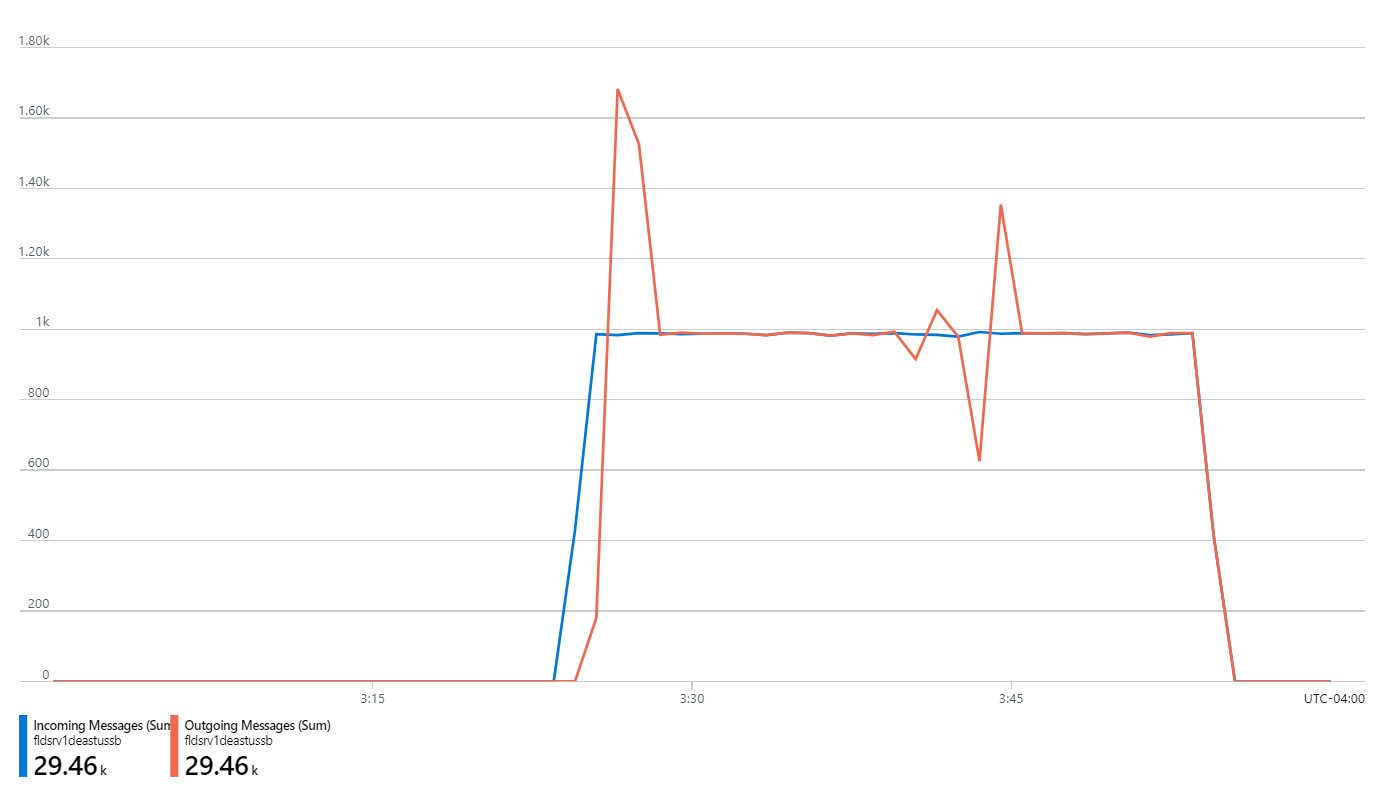 1.80k
1.60k
1.40k
1.20k
1k
800
600
400
200
0
3:15 3:30 3:45 UTC-04:00
Incoming Messages (Sum Outgoing Messages (Sum)
fldsrv1deastussb fldsrv1deastussb
29.46 k 29.46 k